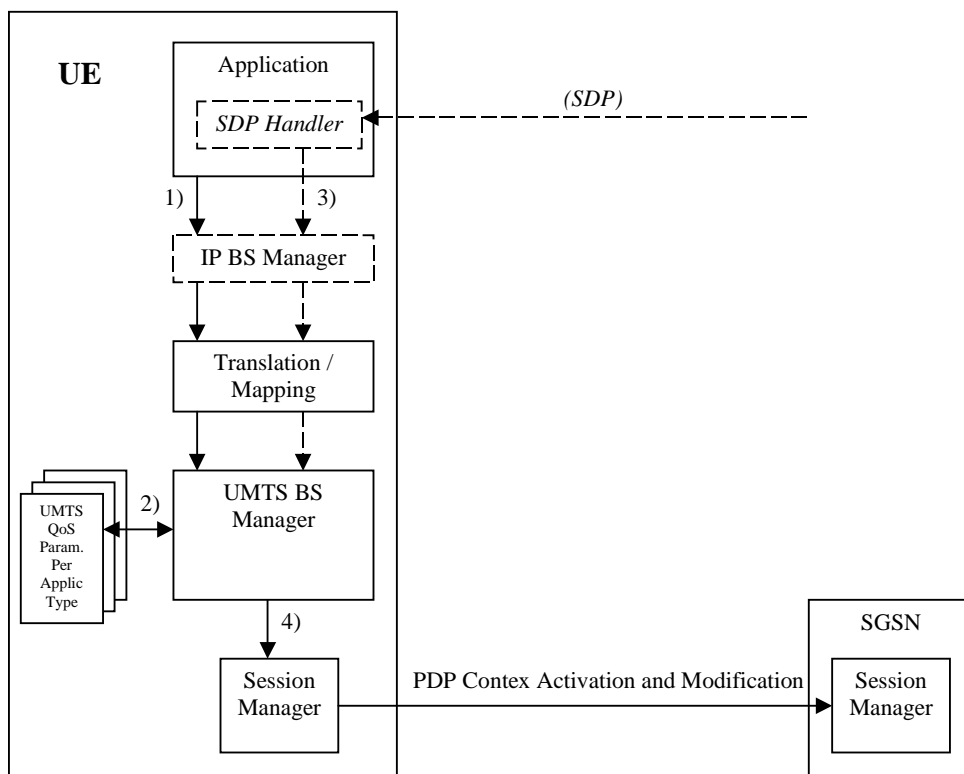 UE
Application
SDP Handler
(SDP)
1)
3)
IP BS Manager
Translation /
Mapping
UMTS BS
Manager
2)
UMTS
QoS
Param.
Per
Applic
Type
4)
Session
Manager
PDP Contex Activation and Modification
SGSN
Session
Manager